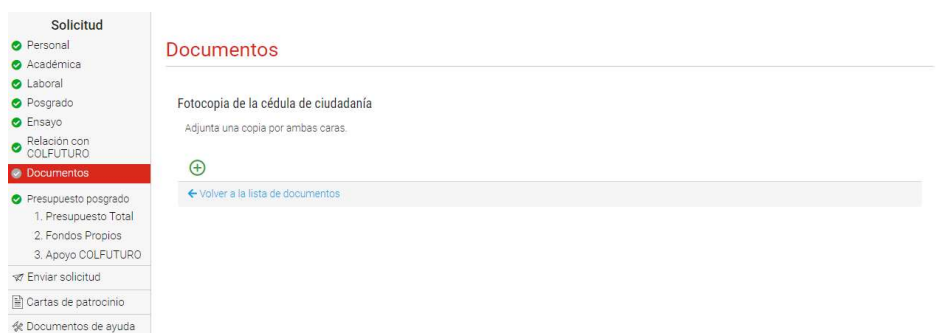 Solicitud
Personal
Académica
Laboral
Posgrado
Ensayo
Relación con
COLFUTURO
Documentos
Presupuesto posgrado
1. Presupuesto Total
2. Fondos Propios
3. Apoyo COLFUTURO
Enviar solicitud
Cartas de patrocinio
Documentos de ayuda
Documentos
Fotocopia de la cédula de ciudadanía
Adjunta una copia por ambas caras.
Volver a la lista de documentos